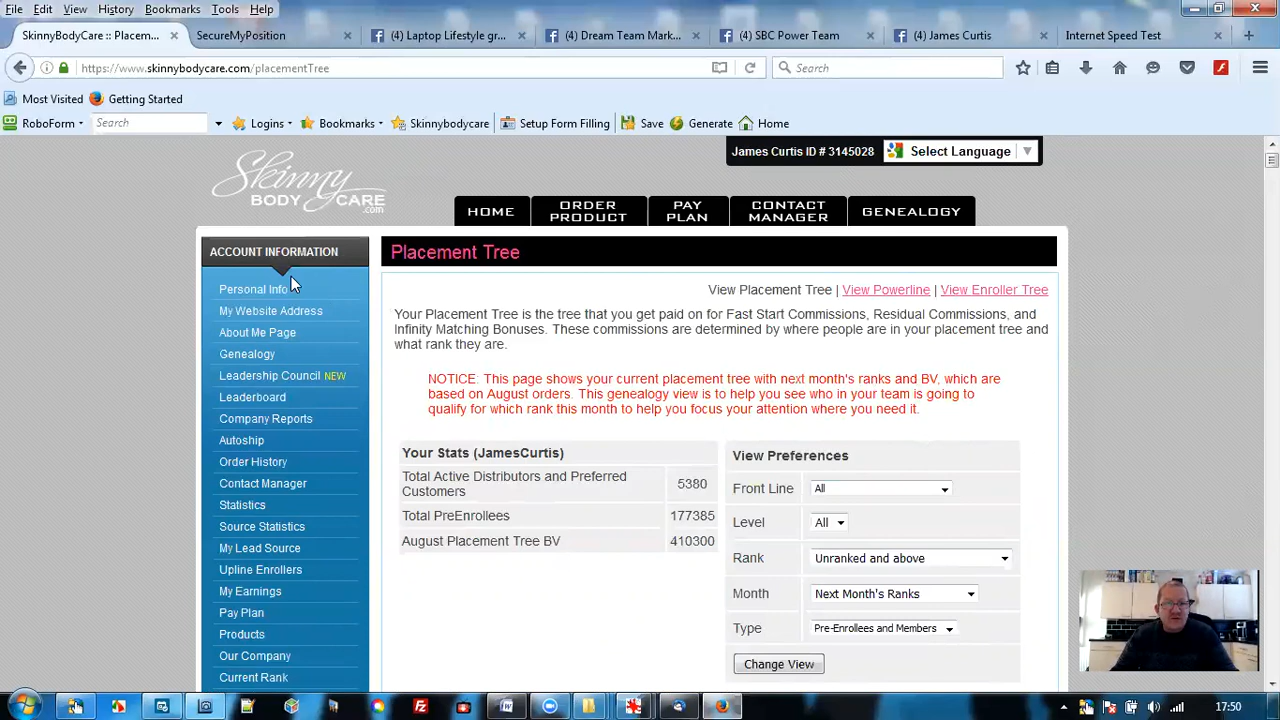 File Edit View History Bookmarks Tools Help
SkinnyBodyCare :: Placem... SecureMyPosition (4) Laptop Lifestyle gr... (4) Dream Team Mark... (4) SBC Power Team (4) James Curtis Internet Speed Test
https://www.skinnybodycare.com/placementTree Search
Most Visited Getting Started
RoboForm Search Logins Bookmarks Skinnybodycare Setup Form Filling Save Generate Home
James Curtis ID # 3145028 Select Language
Skinny
BODY CARE
.com
HOME ORDER PRODUCT PAY PLAN CONTACT MANAGER GENEALOGY
ACCOUNT INFORMATION
Personal Info
My Website Address
About Me Page
Genealogy
Leadership Council NEW
Leaderboard
Company Reports
Autoship
Order History
Contact Manager
Statistics
Source Statistics
My Lead Source
Upline Enrollers
My Earnings
Pay Plan
Products
Our Company
Current Rank
Placement Tree
View Placement Tree | View Powerline | View Enroller Tree
Your Placement Tree is the tree that you get paid on for Fast Start Commissions, Residual Commissions, and
Infinity Matching Bonuses. These commissions are determined by where people are in your placement tree and
what rank they are.
NOTICE: This page shows your current placement tree with next month's ranks and BV, which are
based on August orders. This genealogy view is to help you see who in your team is going to
qualify for which rank this month to help you focus your attention where you need it.
Your Stats (JamesCurtis)
Total Active Distributors and Preferred
Customers 5380
Total PreEnrollees 177385
August Placement Tree BV 410300
View Preferences
Front Line All
Level All
Rank Unranked and above
Month Next Month's Ranks
Type Pre-Enrollees and Members
Change View
17:50